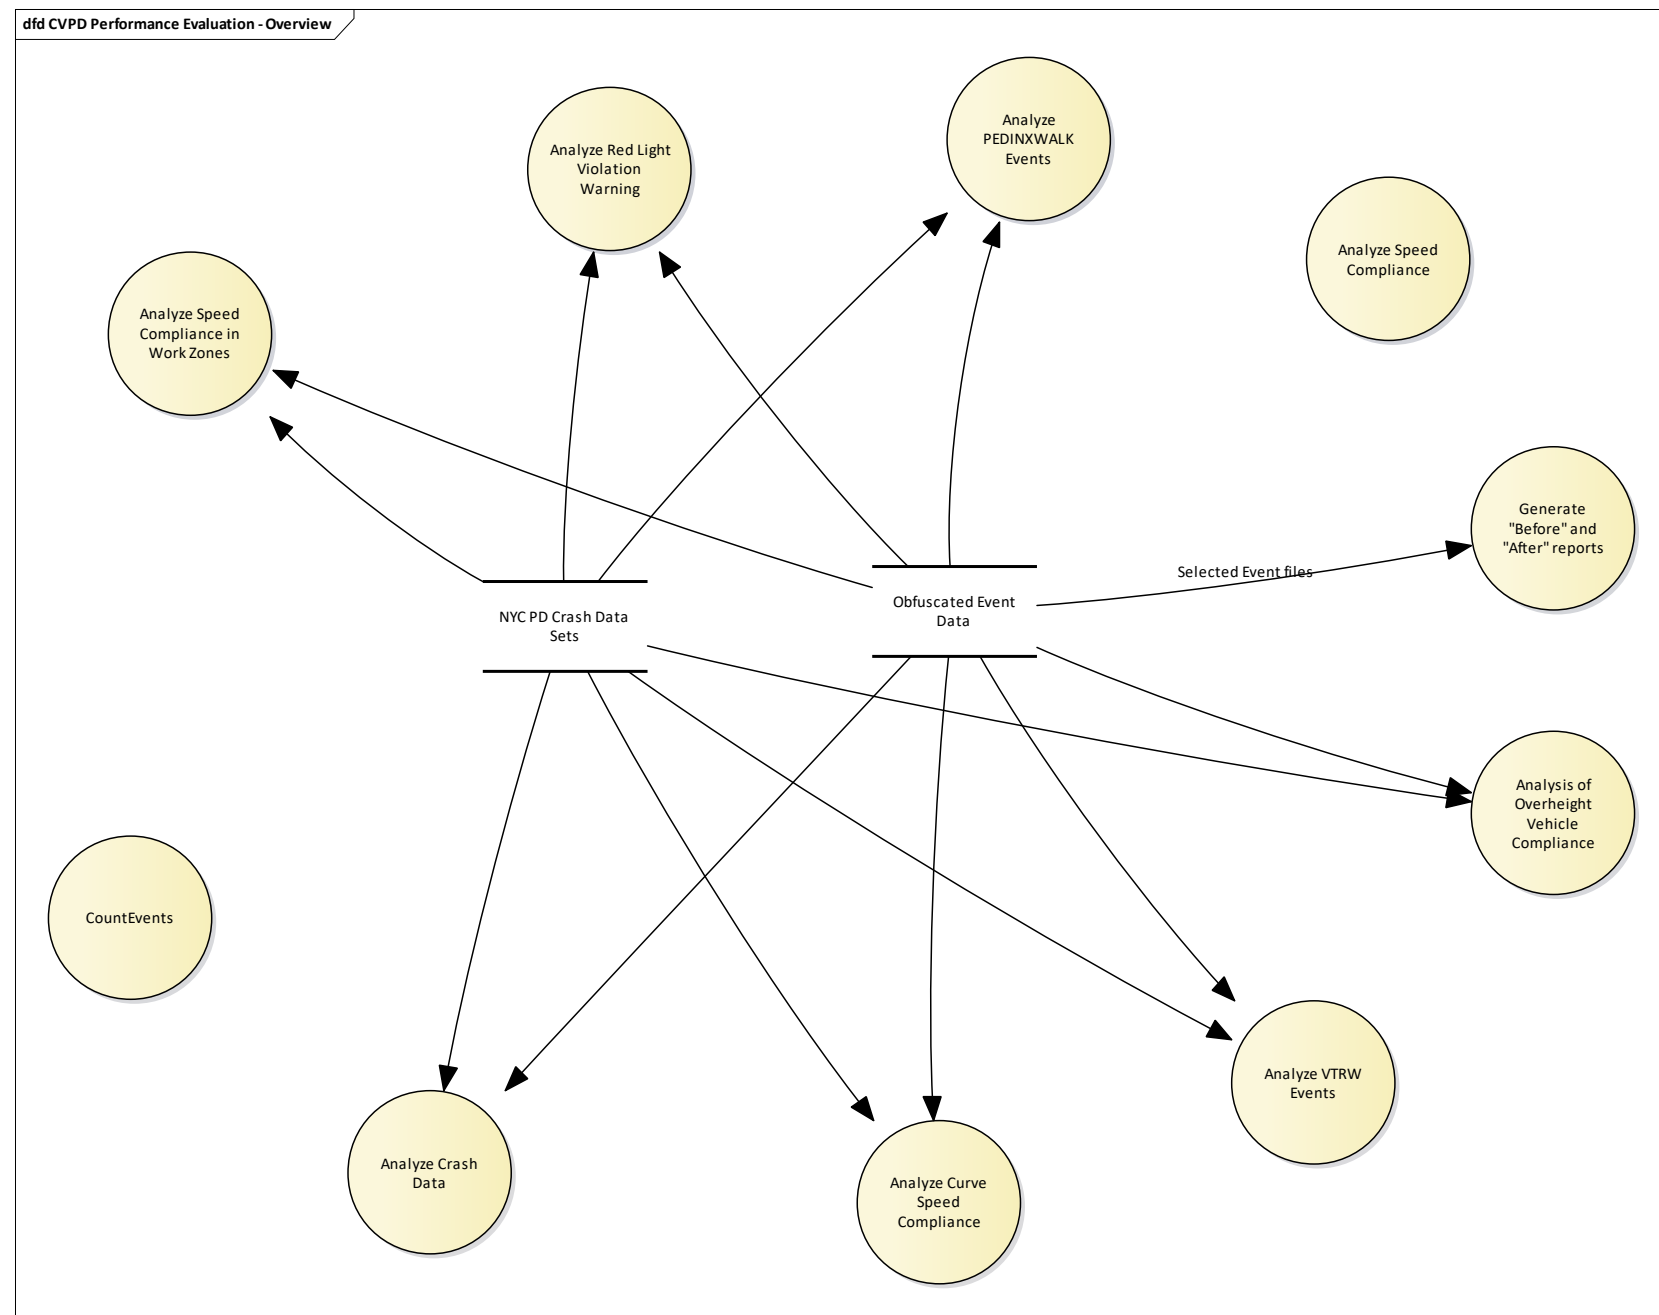 dfd CVPD Performance Evaluation - Overview
Analyze
PEDINXWALK
Events
Analyze Red Light
Violation
Warning
Analyze Speed
Compliance
Analyze Speed
Compliance in
Work Zones
Generate
"Before" and
"After" reports
Selected Event files
Obfuscated Event
Data
NYC PD Crash Data
Sets
Analysis of
Overheight
Vehicle
Compliance
CountEvents
Analyze VTRW
Events
Analyze Crash
Data
Analyze Curve
Speed
Compliance